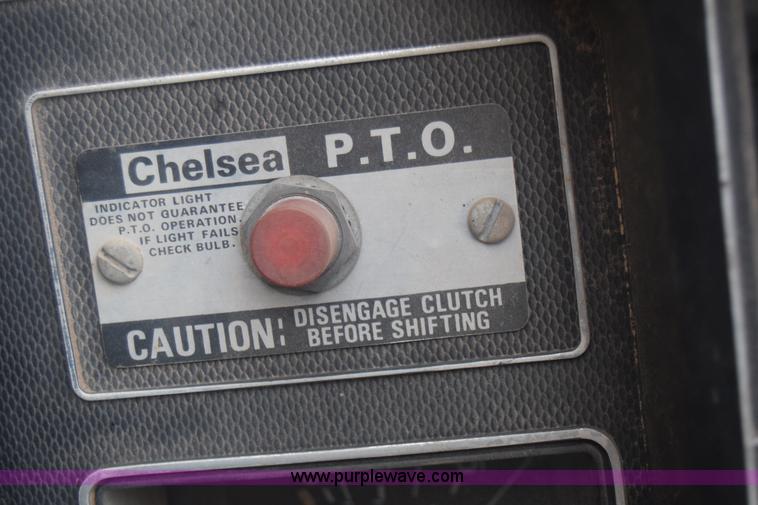 Chelsea P.T.O.
INDICATOR LIGHT
DOES NOT GUARANTEE
P.T.O. OPERATION.
IF LIGHT FAILS
CHECK BULB.
CAUTION: DISENGAGE CLUTCH
BEFORE SHIFTING
www.purplewave.com